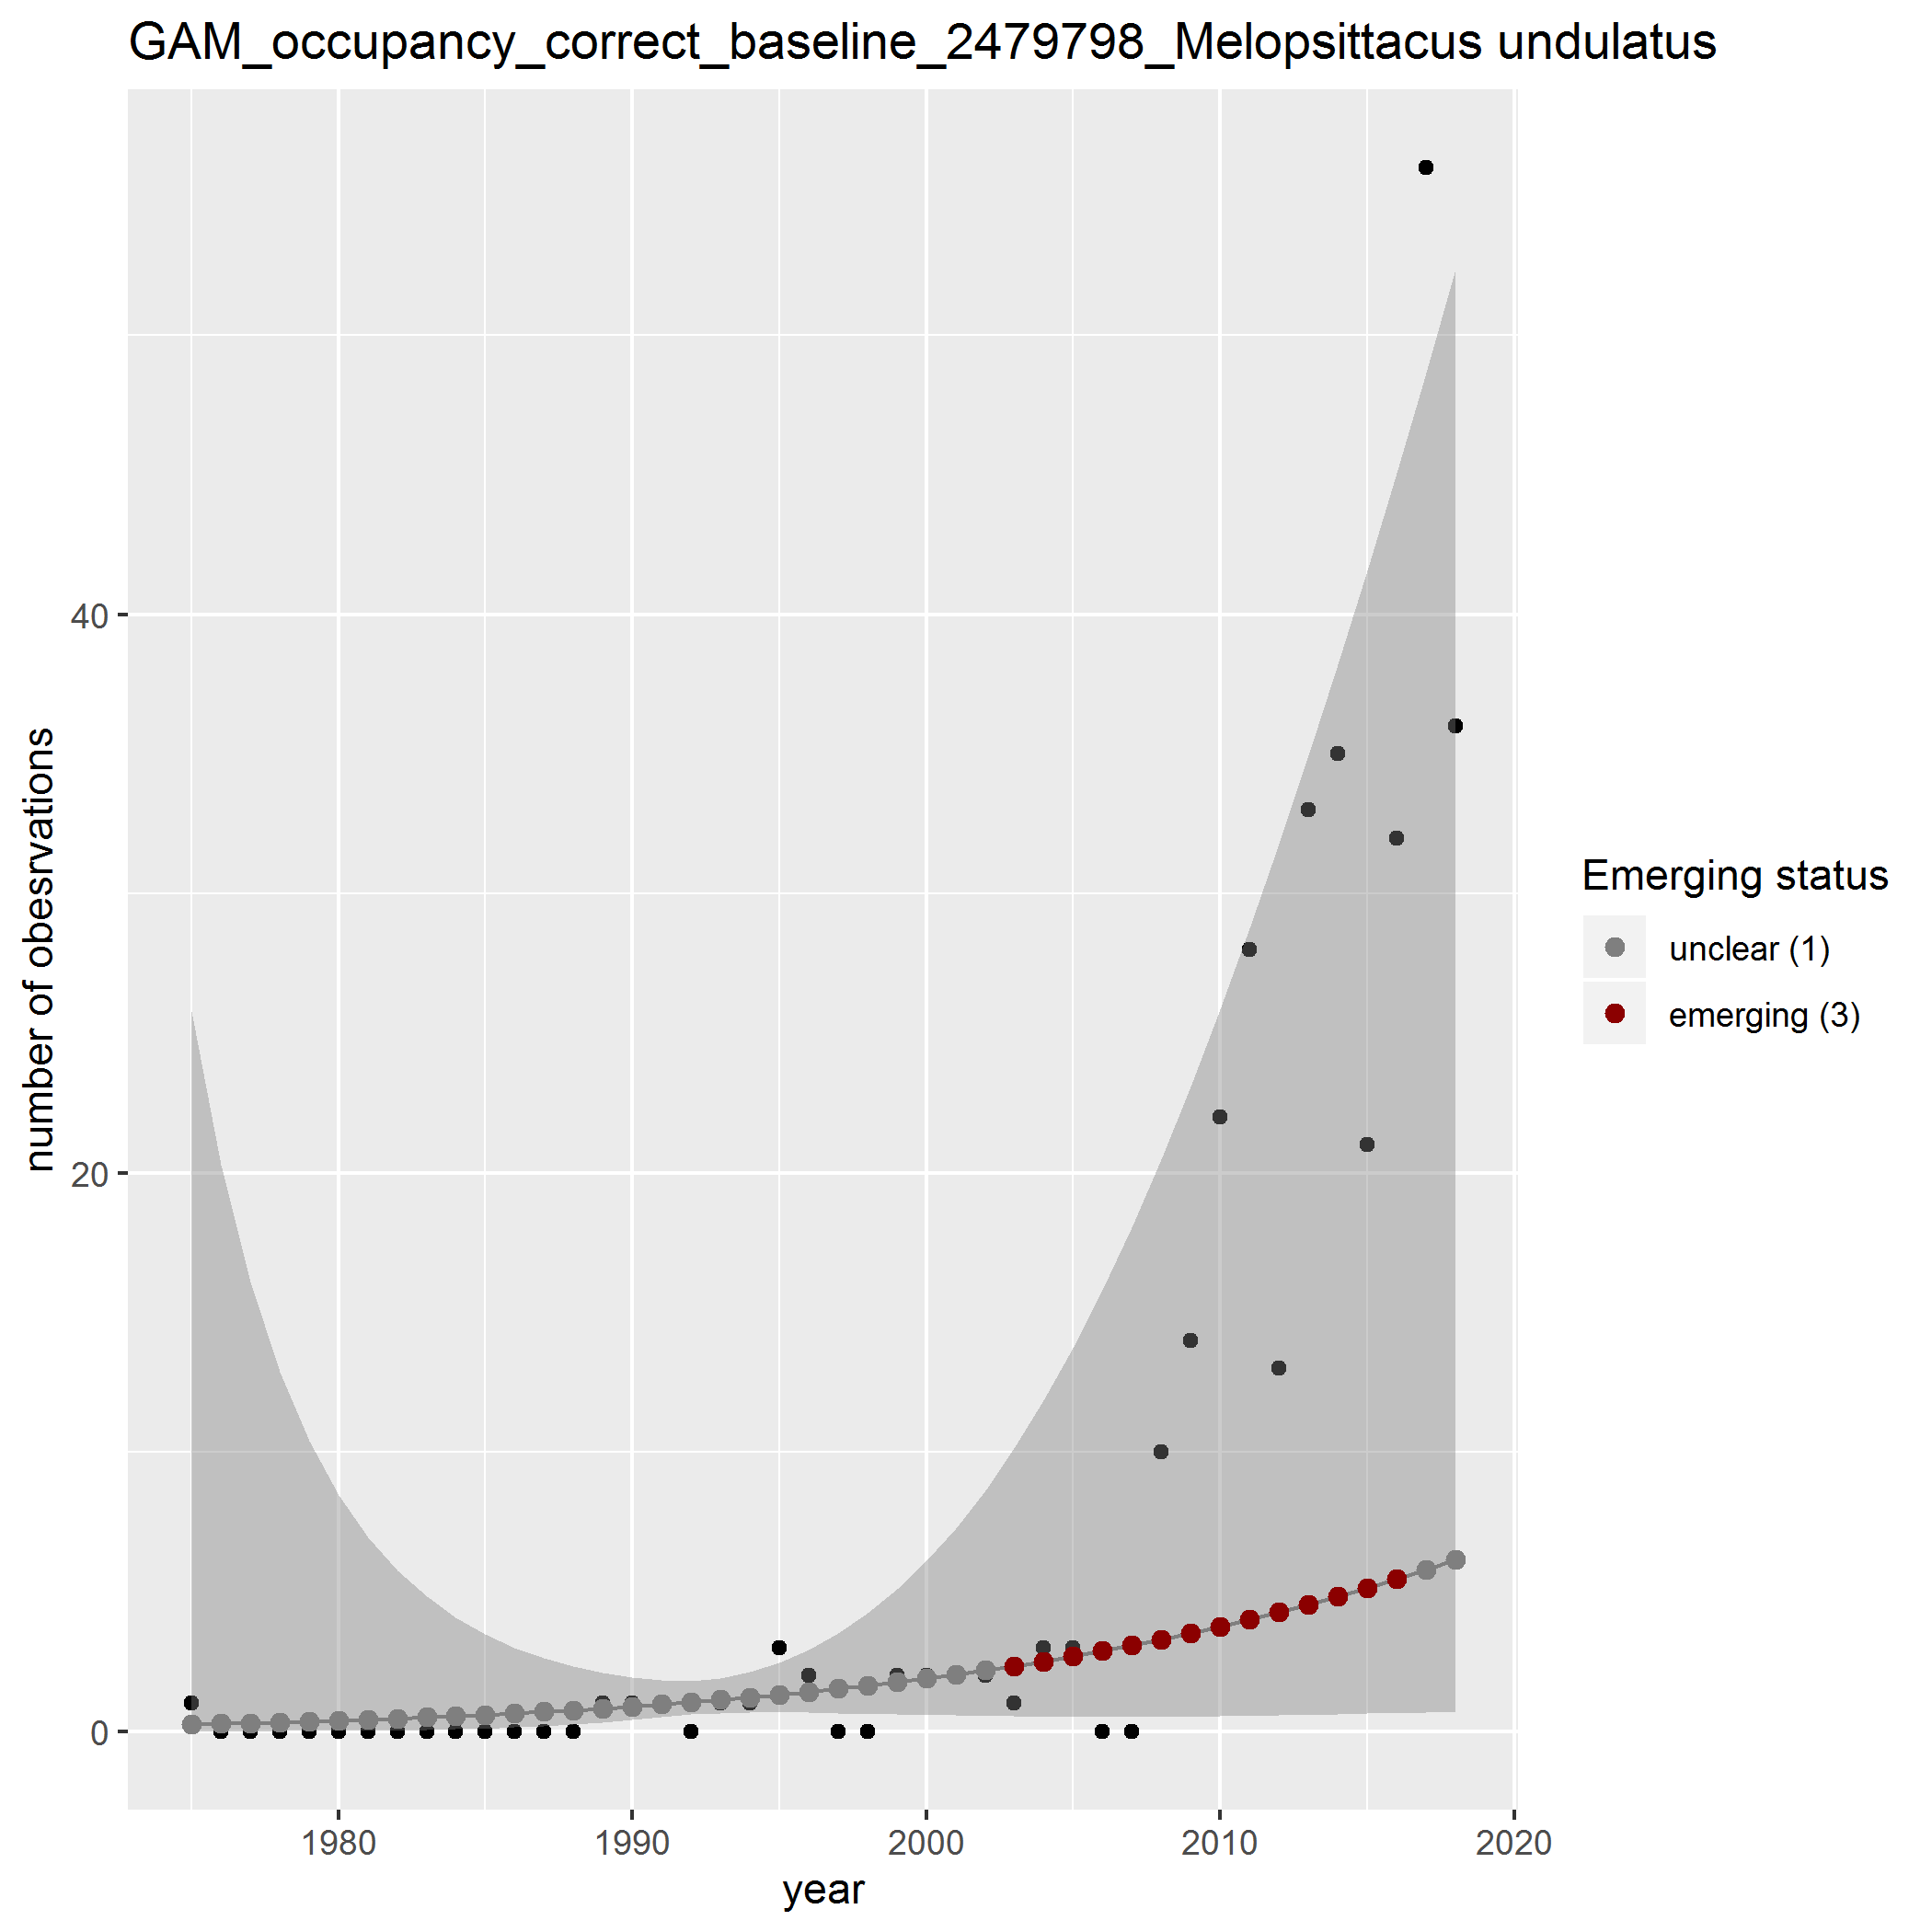 GAM_occupancy_correct_baseline_2479798_Melopsittacus undulatus
number of obesrvations
40
20
0
1980
1990
2000
2010
2020
year
Emerging status
unclear (1)
emerging (3)